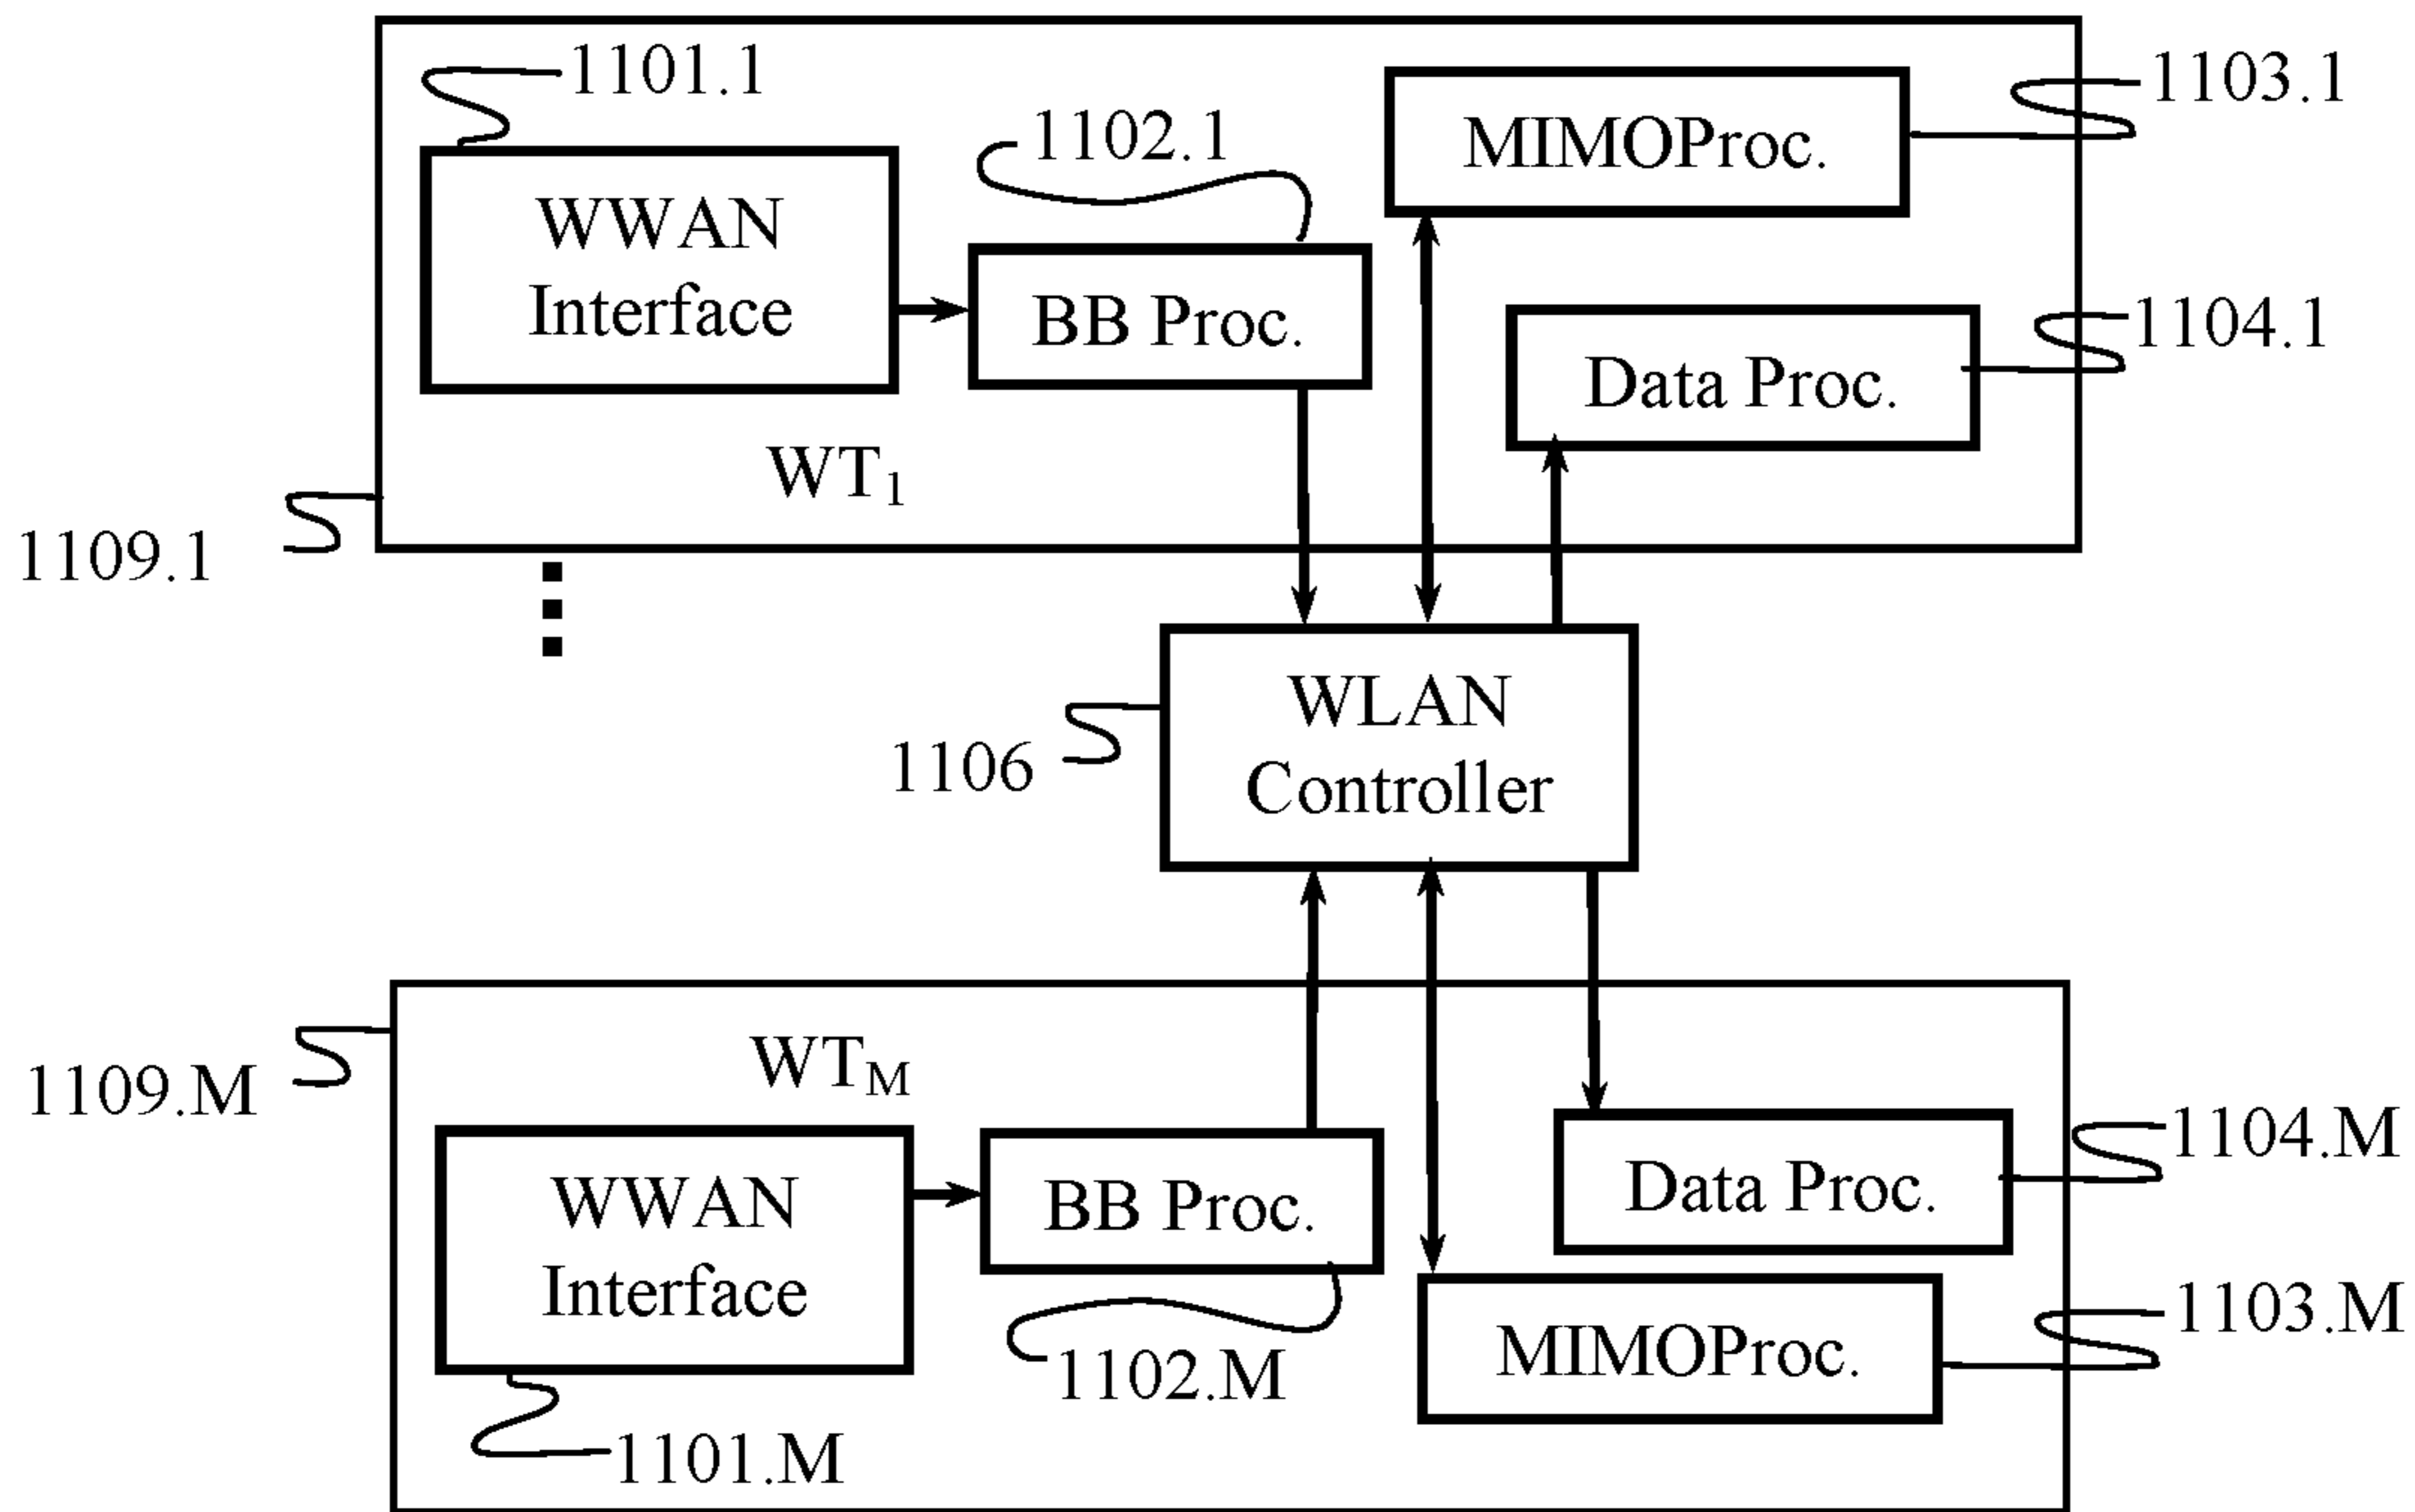 1101.1
1103.1
1102.1
MIMOProc.
WWAN
Interface
BB Proc.
1104.1
Data Proc.
WT1
1109.1
WLAN
Controller
1106
WTM
1109.M
1104.M
Data Proc.
WWAN
Interface
BB Proc.
1103.M
MIMOProc.
1102.M
1101.M